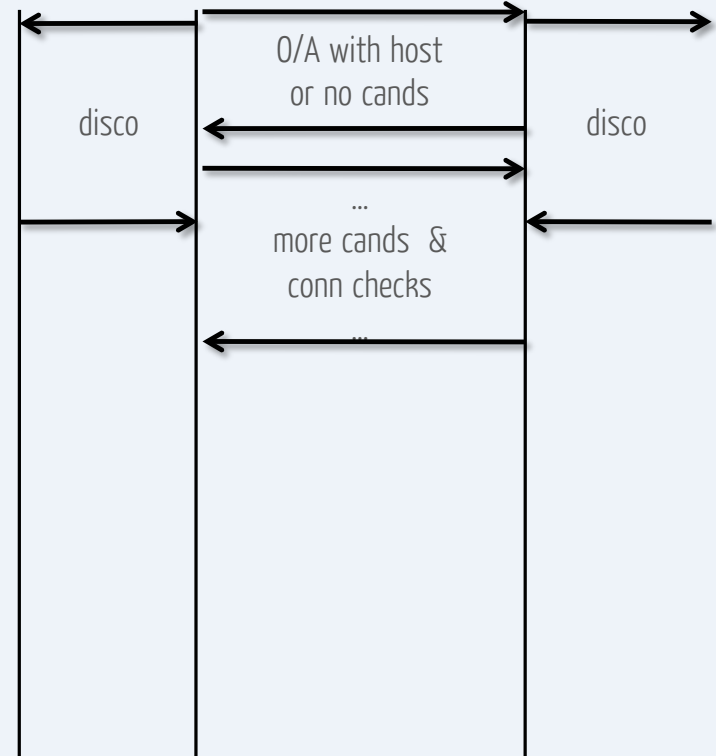 O/A with host
or no cands
disco
disco
...
more cands &
conn checks
...